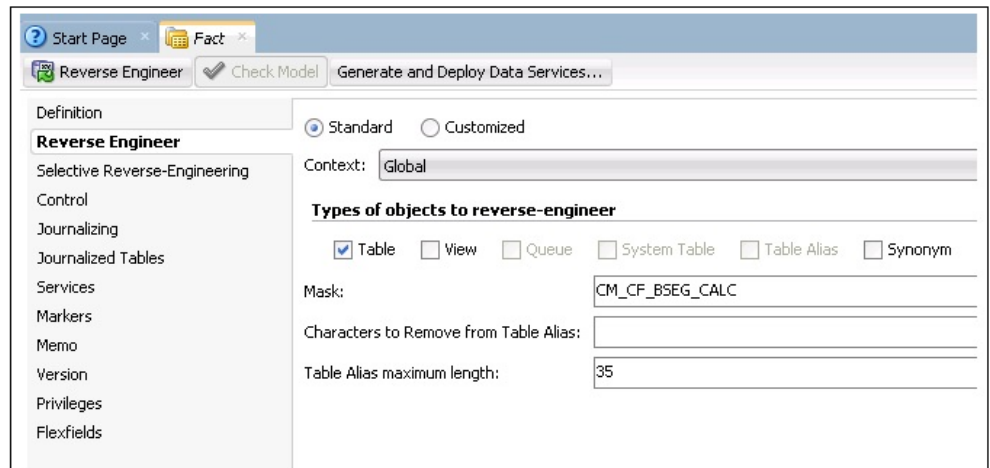 Start Page Fact
Reverse Engineer Check Model Generate and Deploy Data Services...
Definition
Reverse Engineer
Selective Reverse-Engineering
Control
Journalizing
Journalized Tables
Services
Markers
Memo
Version
Privileges
Flexfields
Standard Customized
Context: Global
Types of objects to reverse-engineer
Table View Queue System Table Table Alias Synonym
Mask: CM_CF_BSEG_CALC
Characters to Remove from Table Alias:
Table Alias maximum length: 35